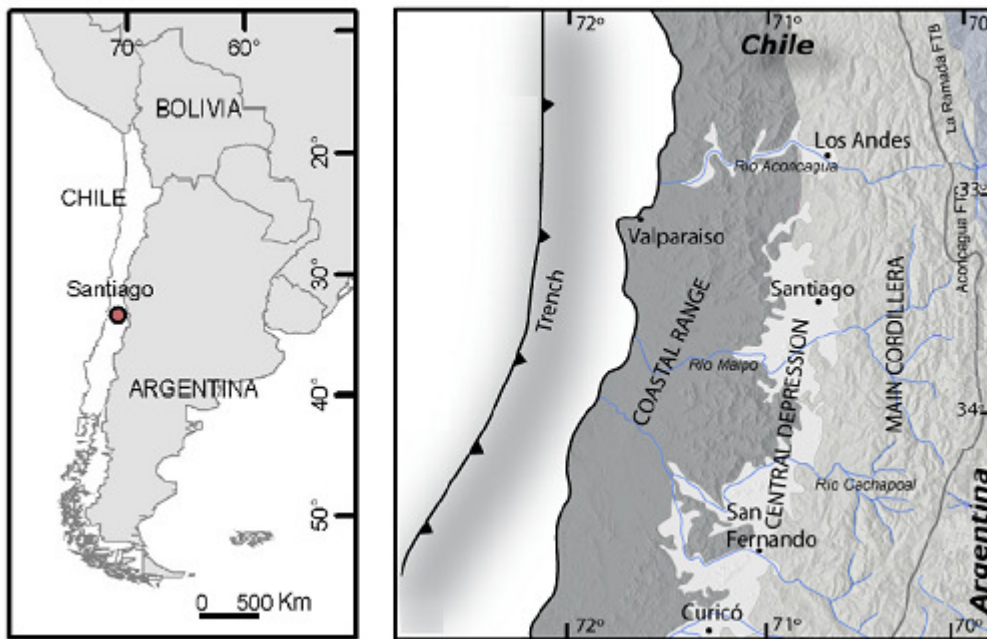 70°
60°
BOLIVIA
20°
CHILE
30°
Santiago
ARGENTINA
40°
50°
0 500 Km
72°
71°
70°
Chile
La Ramada FTB
Los Andes
Rio Aconcagua
33°
Valparaiso
Aconcagua FTB
Trench
COASTAL RANGE
Santiago
MAIN CORDILLERA
Rio Maipo
CENTRAL DEPRESSION
34°
Rio Cachapoal
San
Fernando
Argentina
Curicó
72°
71°
70°